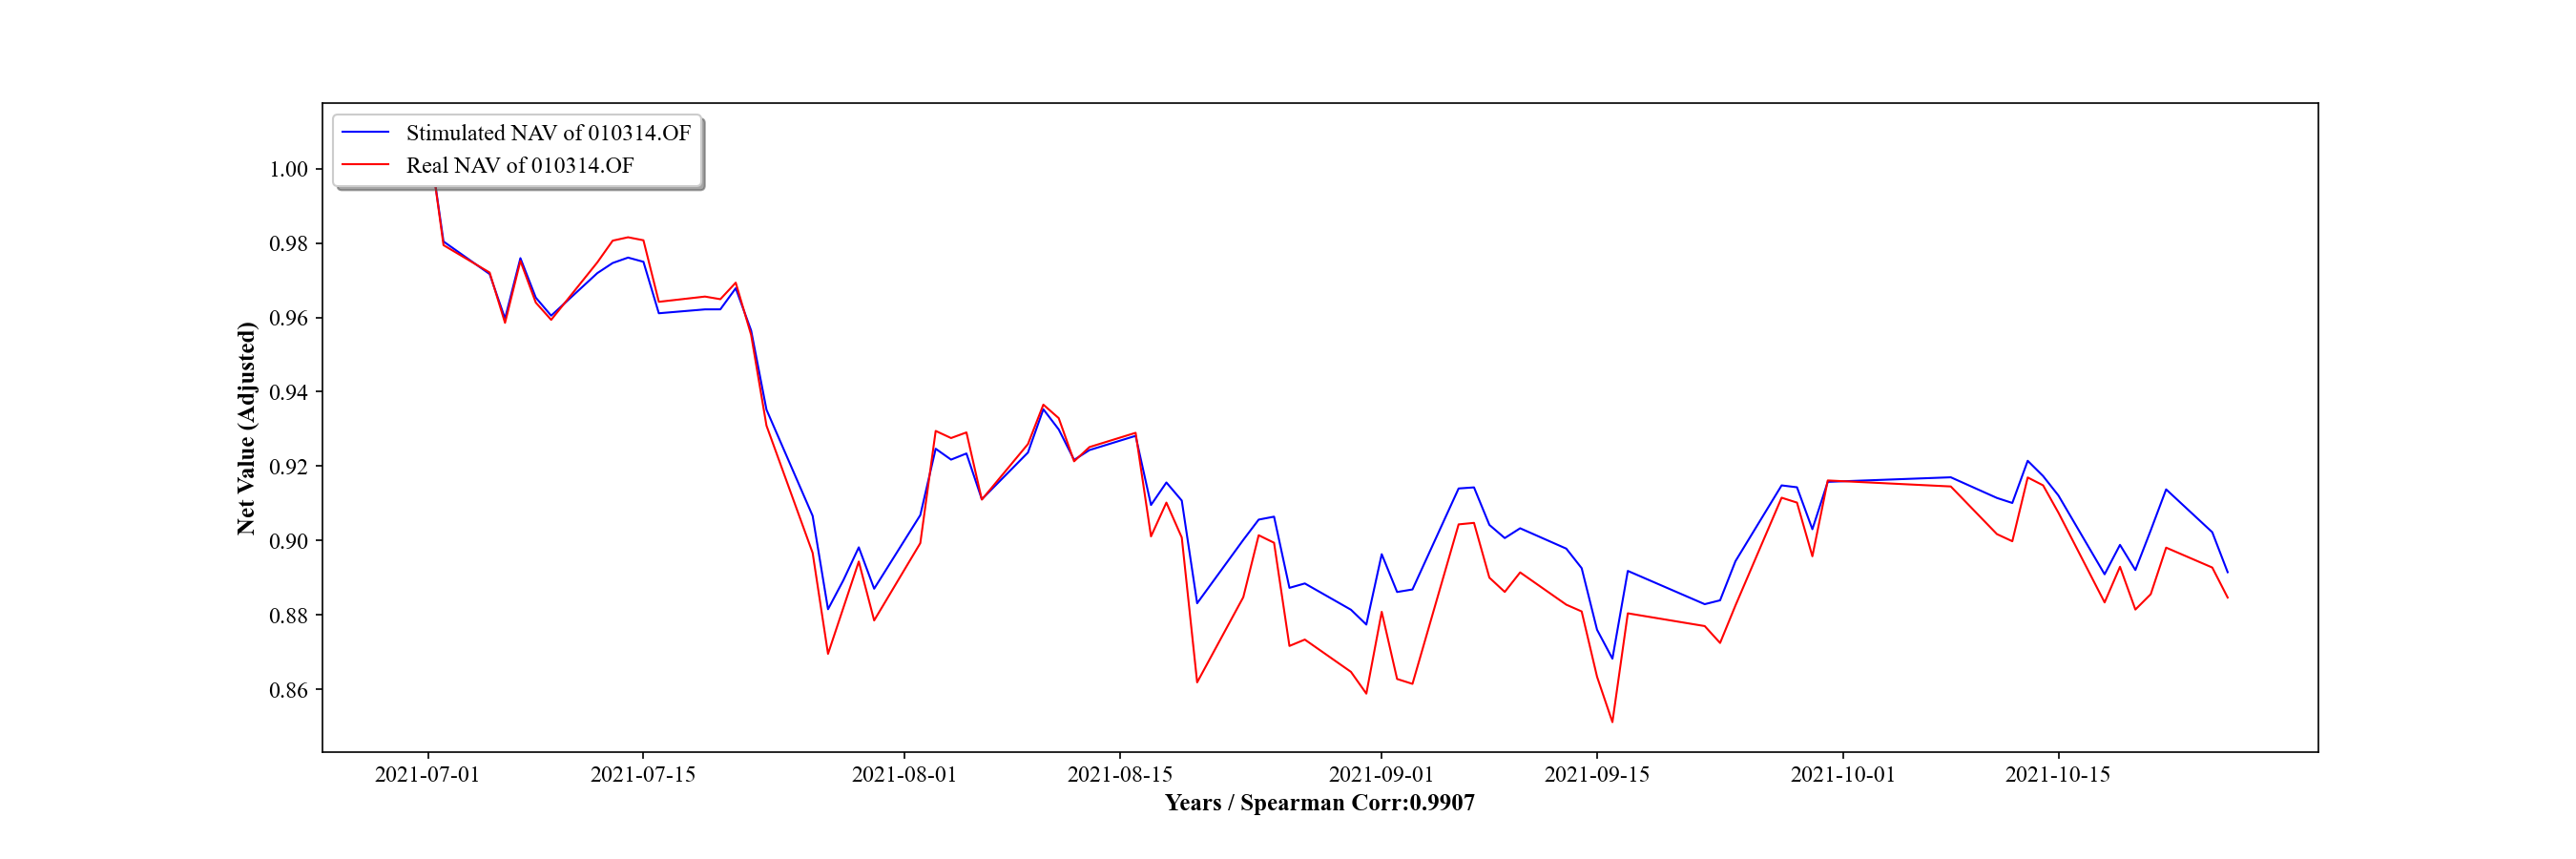 Stimulated NAV of 010314.OF
Real NAV of 010314.OF
1.00
0.98
0.96
0.94
0.92
0.90
0.88
0.86
Net Value (Adjusted)
2021-07-01 2021-07-15 2021-08-01 2021-08-15 2021-09-01 2021-09-15 2021-10-01 2021-10-15
Years / Spearman Corr:0.9907